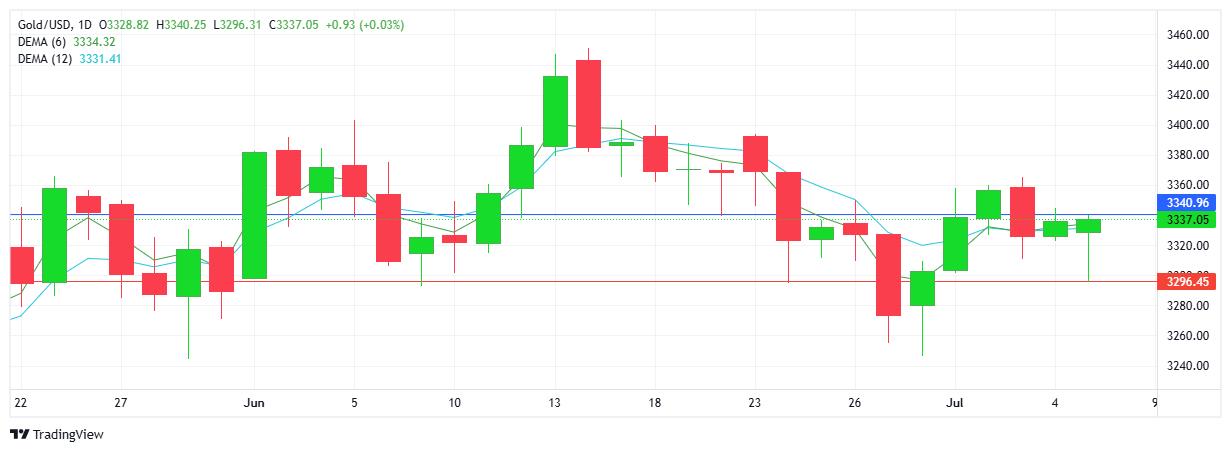 Gold/USD, 1D O3328.82 H3340.25 L3296.31 C3337.05 +0.93 (+0.03%)
DEMA (6) 3334.32
DEMA (12) 3331.41
3460.00
3440.00
3420.00
3400.00
3380.00
3360.00
3340.96
3337.05
3320.00
3296.45
3280.00
3260.00
3240.00
22 27 Jun 5 10 13 18 23 26 Jul 4 9
TradingView